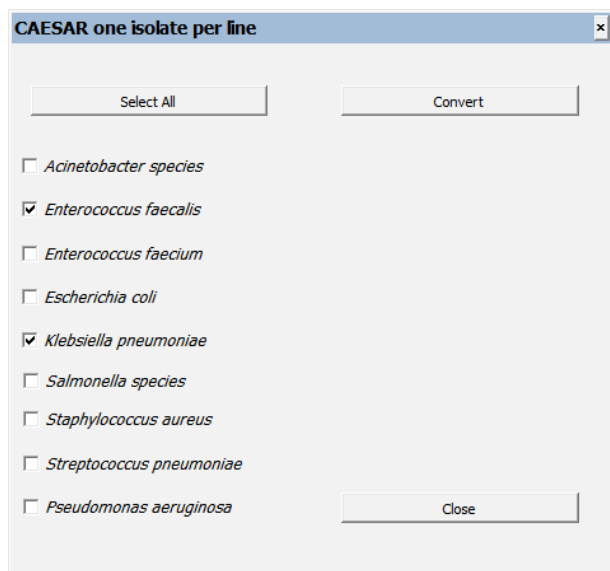 CAESAR one isolate per line
Select All
Convert
Acinetobacter species
Enterococcus faecalis
Enterococcus faecium
Escherichia coli
Klebsiella pneumoniae
Salmonella species
Staphylococcus aureus
Streptococcus pneumoniae
Pseudomonas aeruginosa
Close